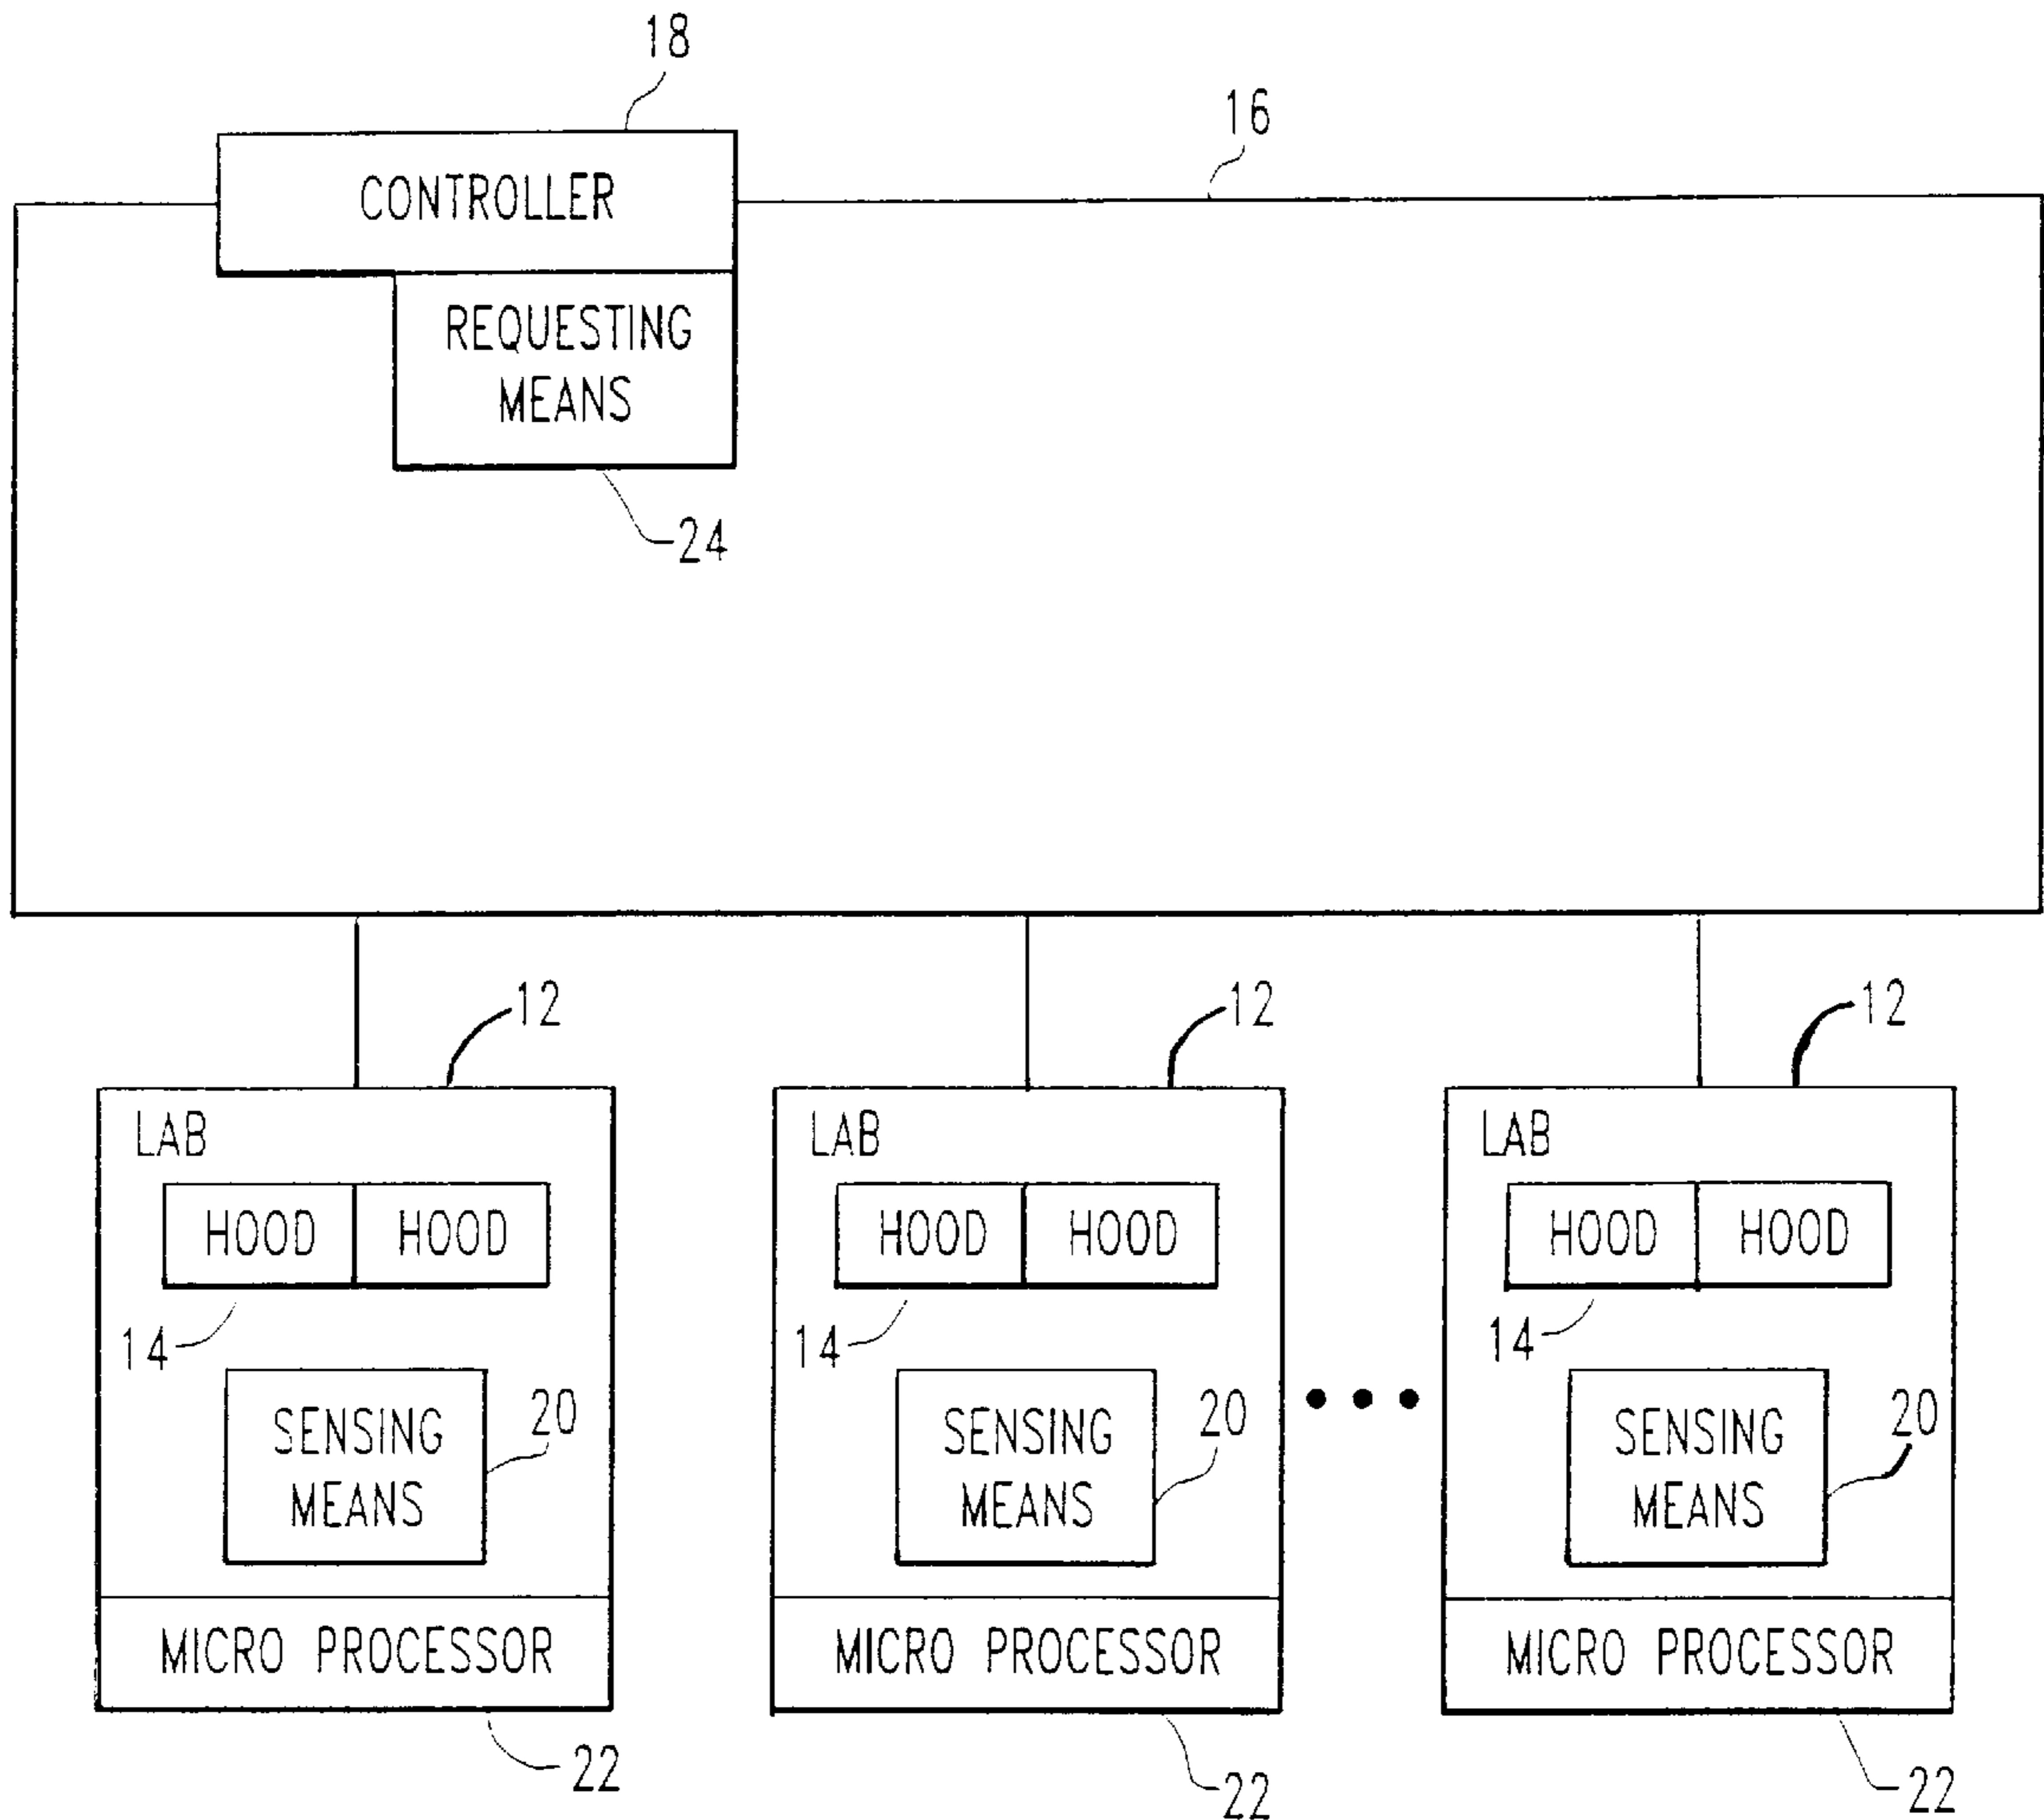 18
16
CONTROLLER
REQUESTING
MEANS
24
12
12
12
LAB
LAB
LAB
HOOD HOOD
HOOD HOOD
HOOD HOOD
14
14
14
SENSING
MEANS
20
SENSING
MEANS
20
SENSING
MEANS
20
MICRO PROCESSOR
MICRO PROCESSOR
MICRO PROCESSOR
22
22
22